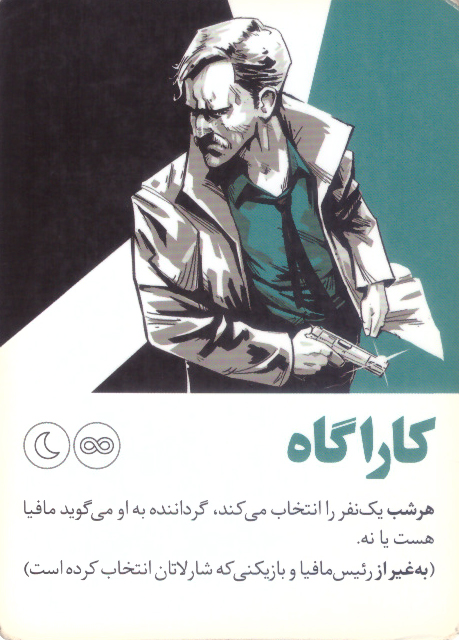 کاراگاه
هرشب یک‌نفر را انتخاب می‌کند، گرداننده به او می‌گوید مافیا
هست یا نه.
(به‌غیر از رئیس‌مافیا و بازیکنی‌که شارلاتان انتخاب کرده است)